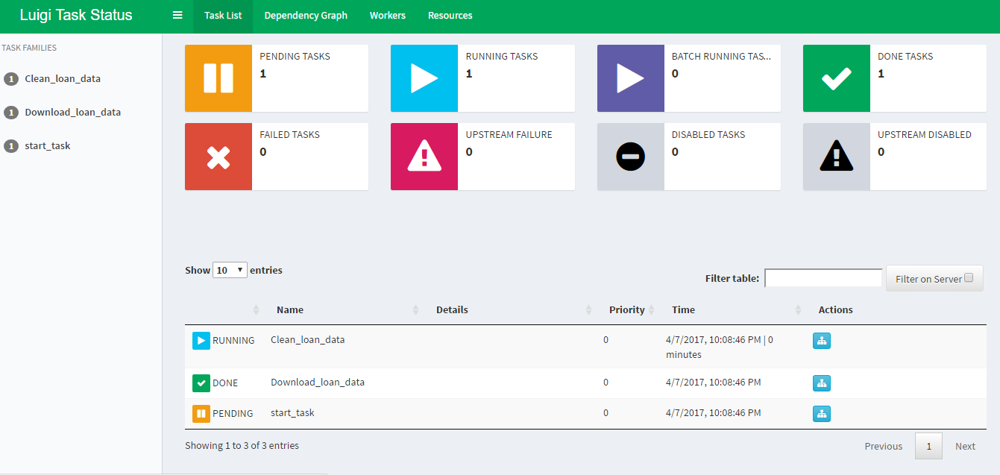 Luigi Task Status
Task List Dependency Graph Workers Resources
TASK FAMILIES
1 Clean_loan_data
1 Download_loan_data
1 start_task
PENDING TASKS
1
RUNNING TASKS
1
BATCH RUNNING TAS...
0
DONE TASKS
1
FAILED TASKS
0
UPSTREAM FAILURE
0
DISABLED TASKS
0
UPSTREAM DISABLED
0
Show 10 entries
Filter table: Filter on Server
Name Details Priority Time Actions
RUNNING Clean_loan_data 0 4/7/2017, 10:08:46 PM | 0
minutes
DONE Download_loan_data 0 4/7/2017, 10:08:46 PM
PENDING start_task 0 4/7/2017, 10:08:46 PM
Showing 1 to 3 of 3 entries
Previous 1 Next